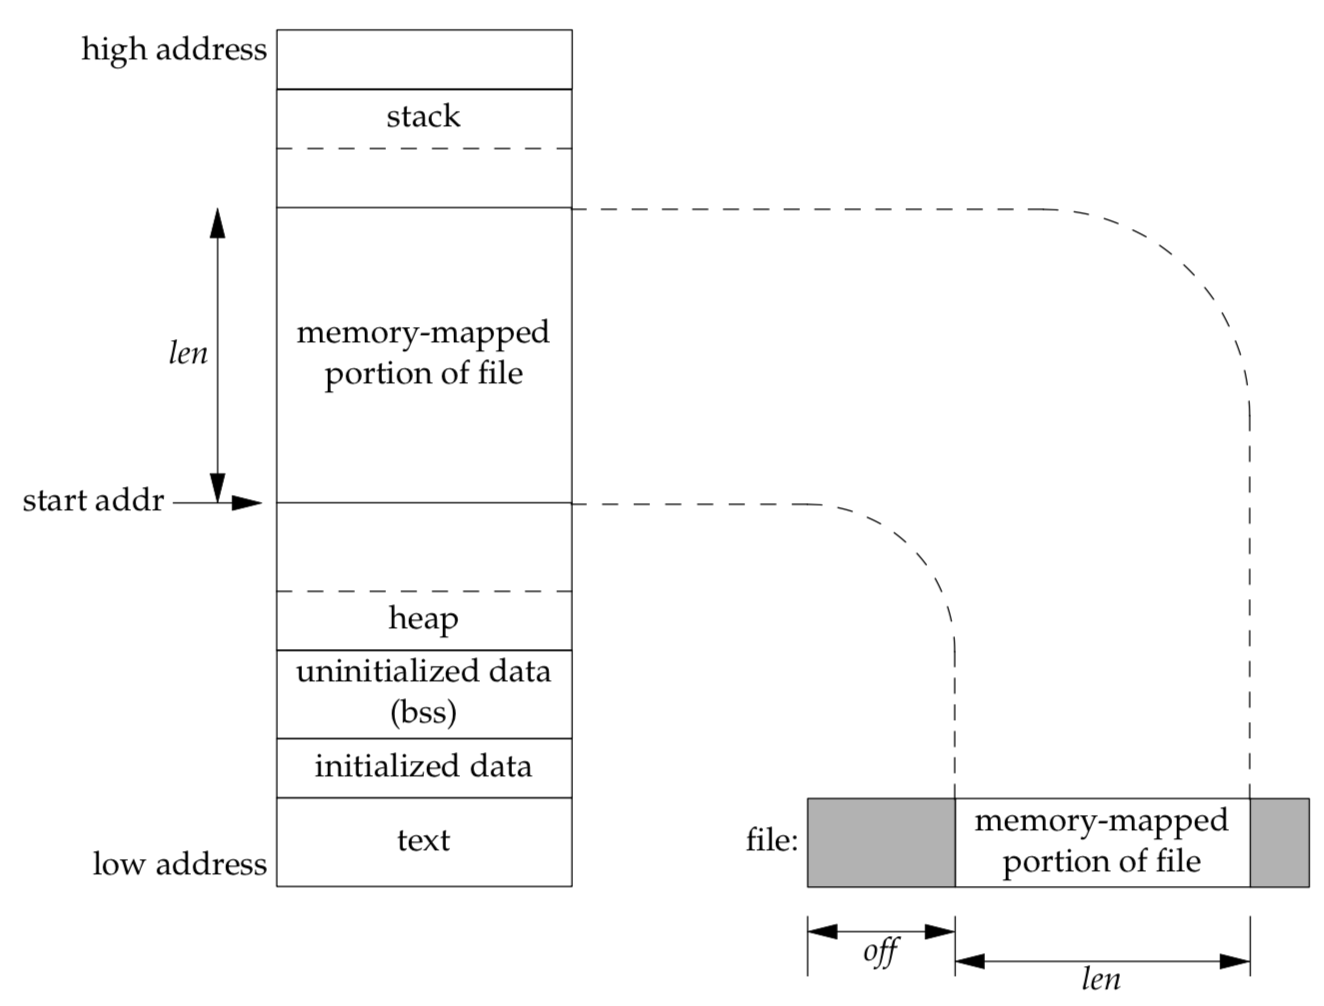 high address
stack
memory-mapped
portion of file
len
start addr
heap
uninitialized data
(bss)
initialized data
text
low address
file:
memory-mapped
portion of file
off
len